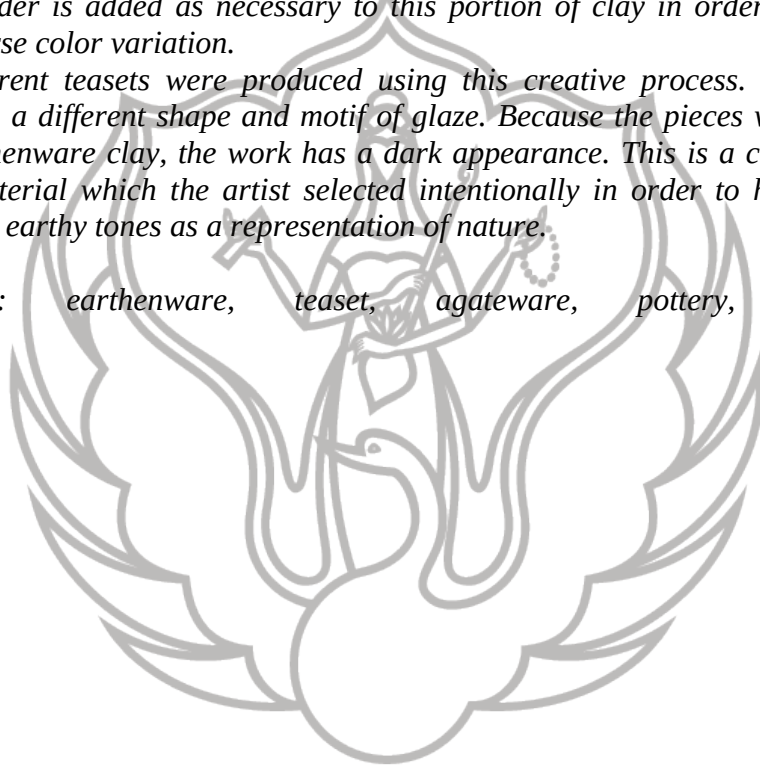 der is added as necessary to this portion of clay in order
se color variation.
rent teasets were produced using this creative process.
a different shape and motif of glaze. Because the pieces w
enware clay, the work has a dark appearance. This is a c
terial which the artist selected intentionally in order to h
earthy tones as a representation of nature.
: earthenware, teaset, agateware, pottery,